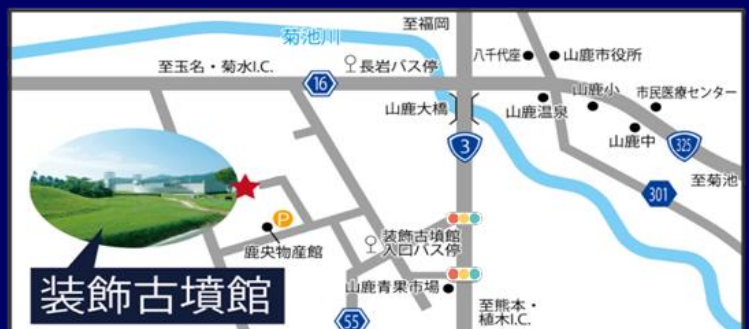 至福岡
菊池川
八千代座
山鹿市役所
至玉名・菊水I.C.
長岩バス停
16
山鹿大橋
山鹿温泉
山鹿小
市民医療センター
山鹿中
3
325
至菊池
301
P
鹿央物産館
装飾古墳館
入口バス停
装飾古墳館
山鹿青果市場
55
至熊本・
植木I.C.